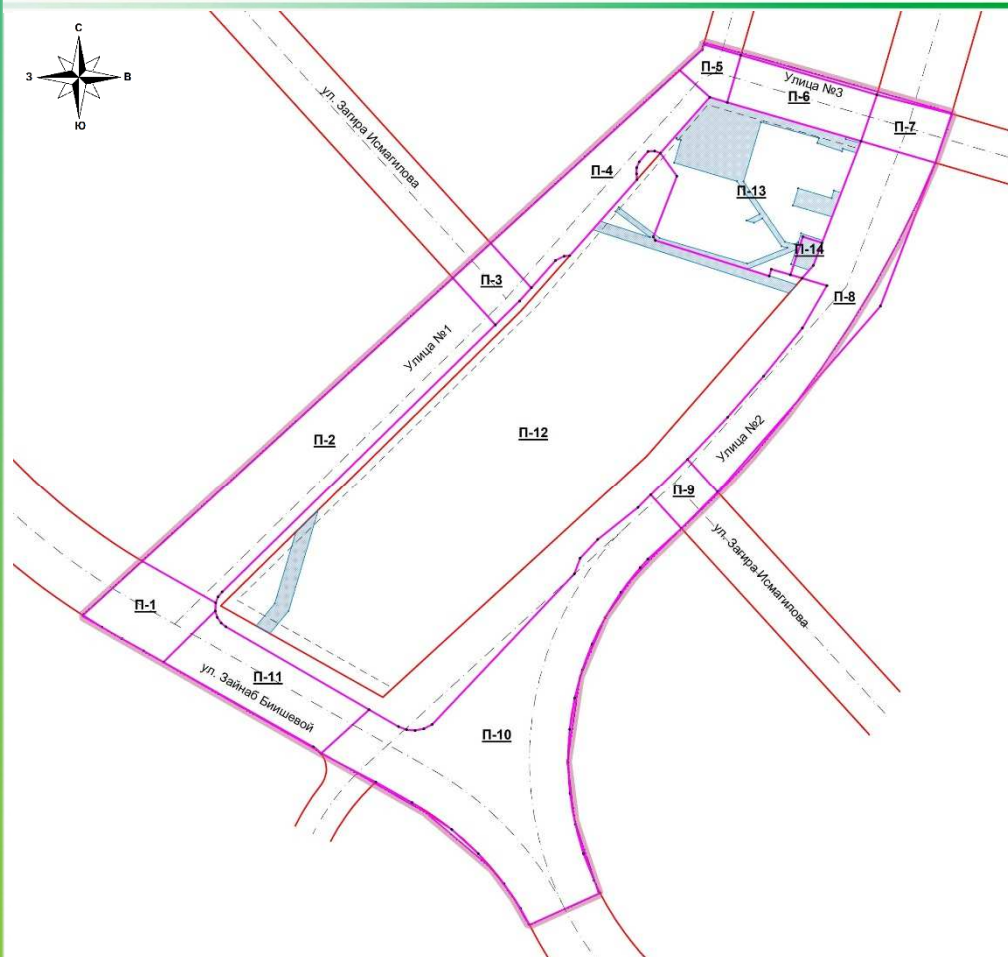 С
З
В
Ю
П-5
Улица №3
П-6
П-7
ул. Загира Исмагилова
П-4
П-13
П-14
П-3
П-8
Улица №1
П-2
П-12
Улица №2
П-9
ул. Загира Исмагилова
П-1
П-11
ул. Зайнаб Биишевой
П-10